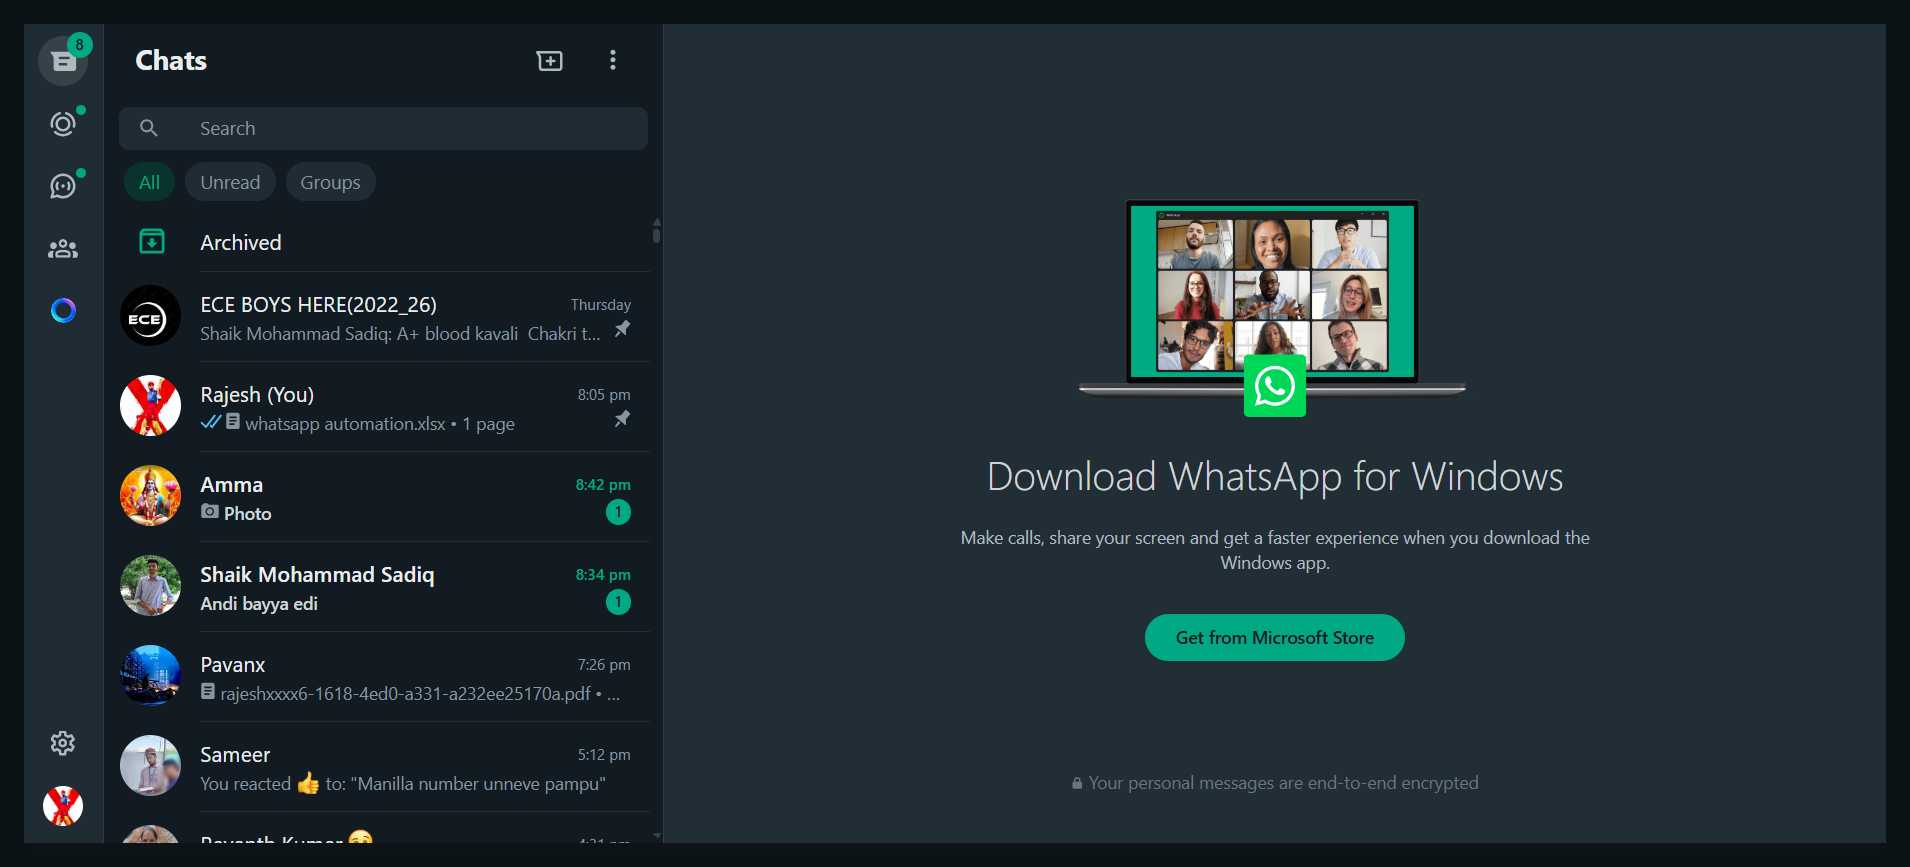 8
Chats
Search
All
Unread
Groups
Archived
ECE
ECE BOYS HERE(2022_26)
Thursday
Shaik Mohammad Sadiq: A+ blood kavali  Chakri t...
Rajesh (You)
8:05 pm
whatsapp automation.xlsx • 1 page
Amma
8:42 pm
Photo
1
Shaik Mohammad Sadiq
8:34 pm
Andi bayya edi
1
Pavanx
7:26 pm
rajeshxxxx6-1618-4ed0-a331-a232ee25170a.pdf • ...
Sameer
5:12 pm
You reacted 👍 to: "Manilla number unneve pampu"
Download WhatsApp for Windows
Make calls, share your screen and get a faster experience when you download the
Windows app.
Get from Microsoft Store
Your personal messages are end-to-end encrypted